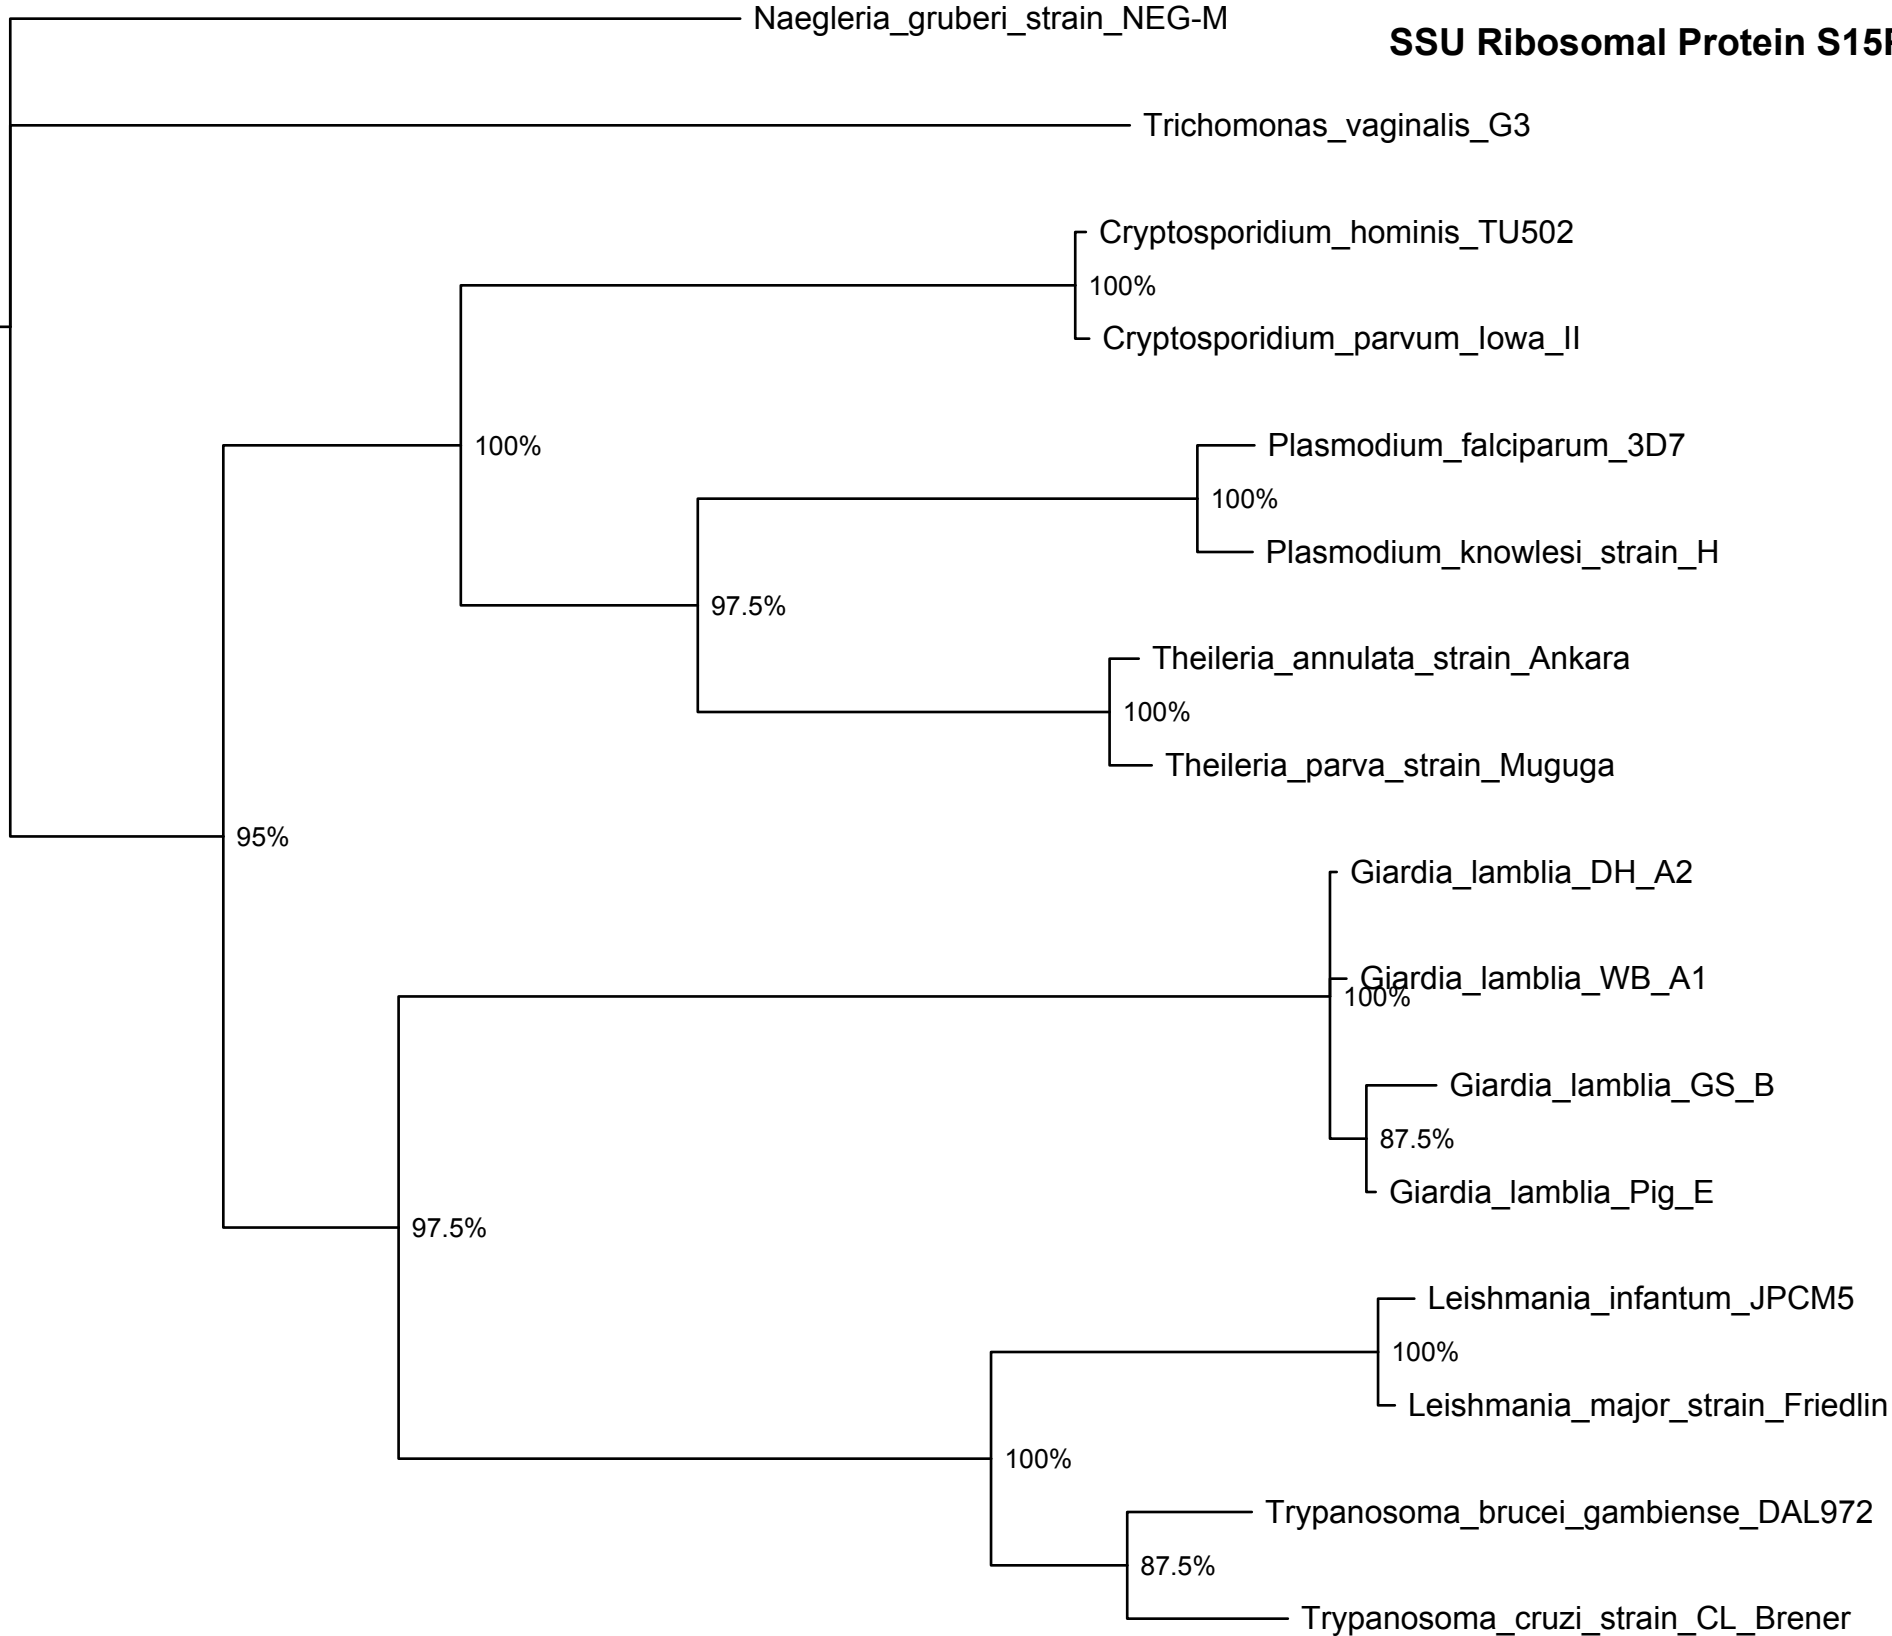 Naegleria_gruberi_strain_NEG-M
SSU Ribosomal Protein
Trichomonas_vaginalis_G3
Cryptosporidium_hominis_TU502
100%
Cryptosporidium_parvum_Iowa_II
100%
Plasmodium_falciparum_3D7
100%
Plasmodium_knowlesi_strain_H
97.5%
Theileria_annulata_strain_Ankara
100%
Theileria_parva_strain_Muguga
95%
Giardia_lamblia_DH_A2
Giardia_lamblia_WB_A1
100%
Giardia_lamblia_GS_B
87.5%
Giardia_lamblia_Pig_E
97.5%
Leishmania_infantum_JPCM5
100%
Leishmania_major_strain_Friedlin
100%
Trypanosoma_brucei_gambiense_DAL972
87.5%
Trypanosoma_cruzi_strain_CL_Brener